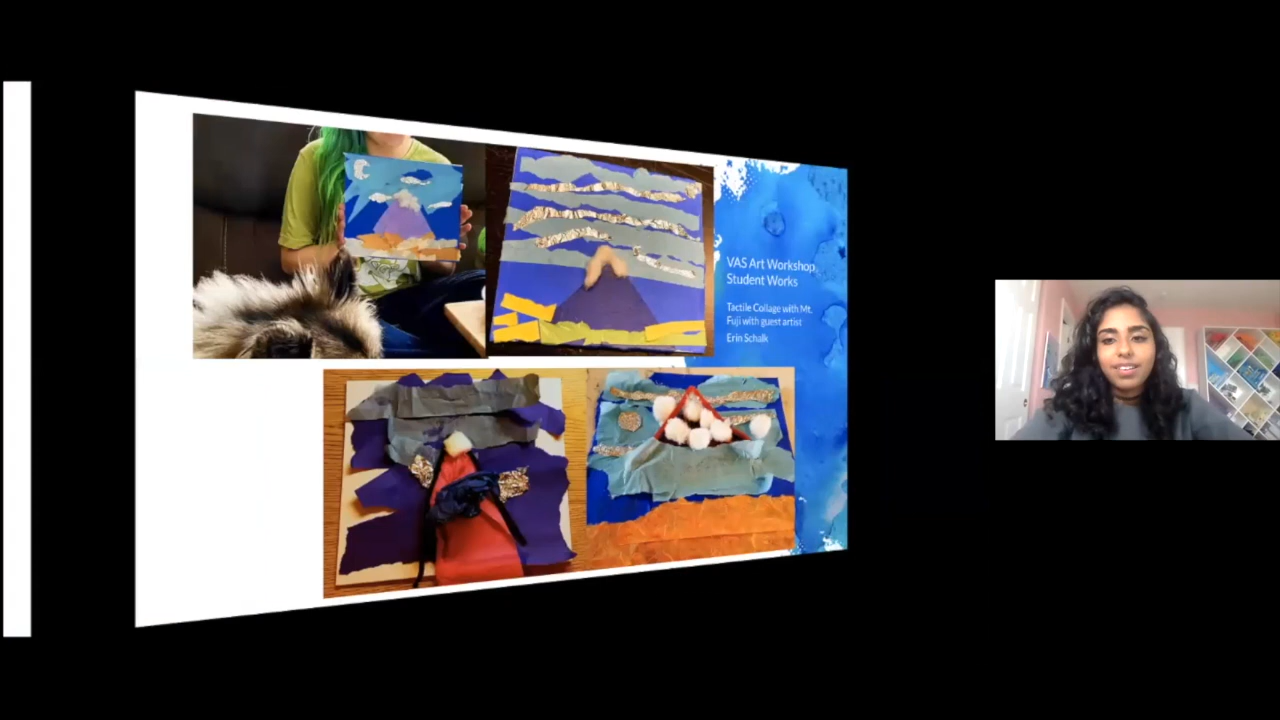 VAS Art Workshop
Student Works
Tactile Collage with Mt.
Fuji with guest artist
Erin Schalk